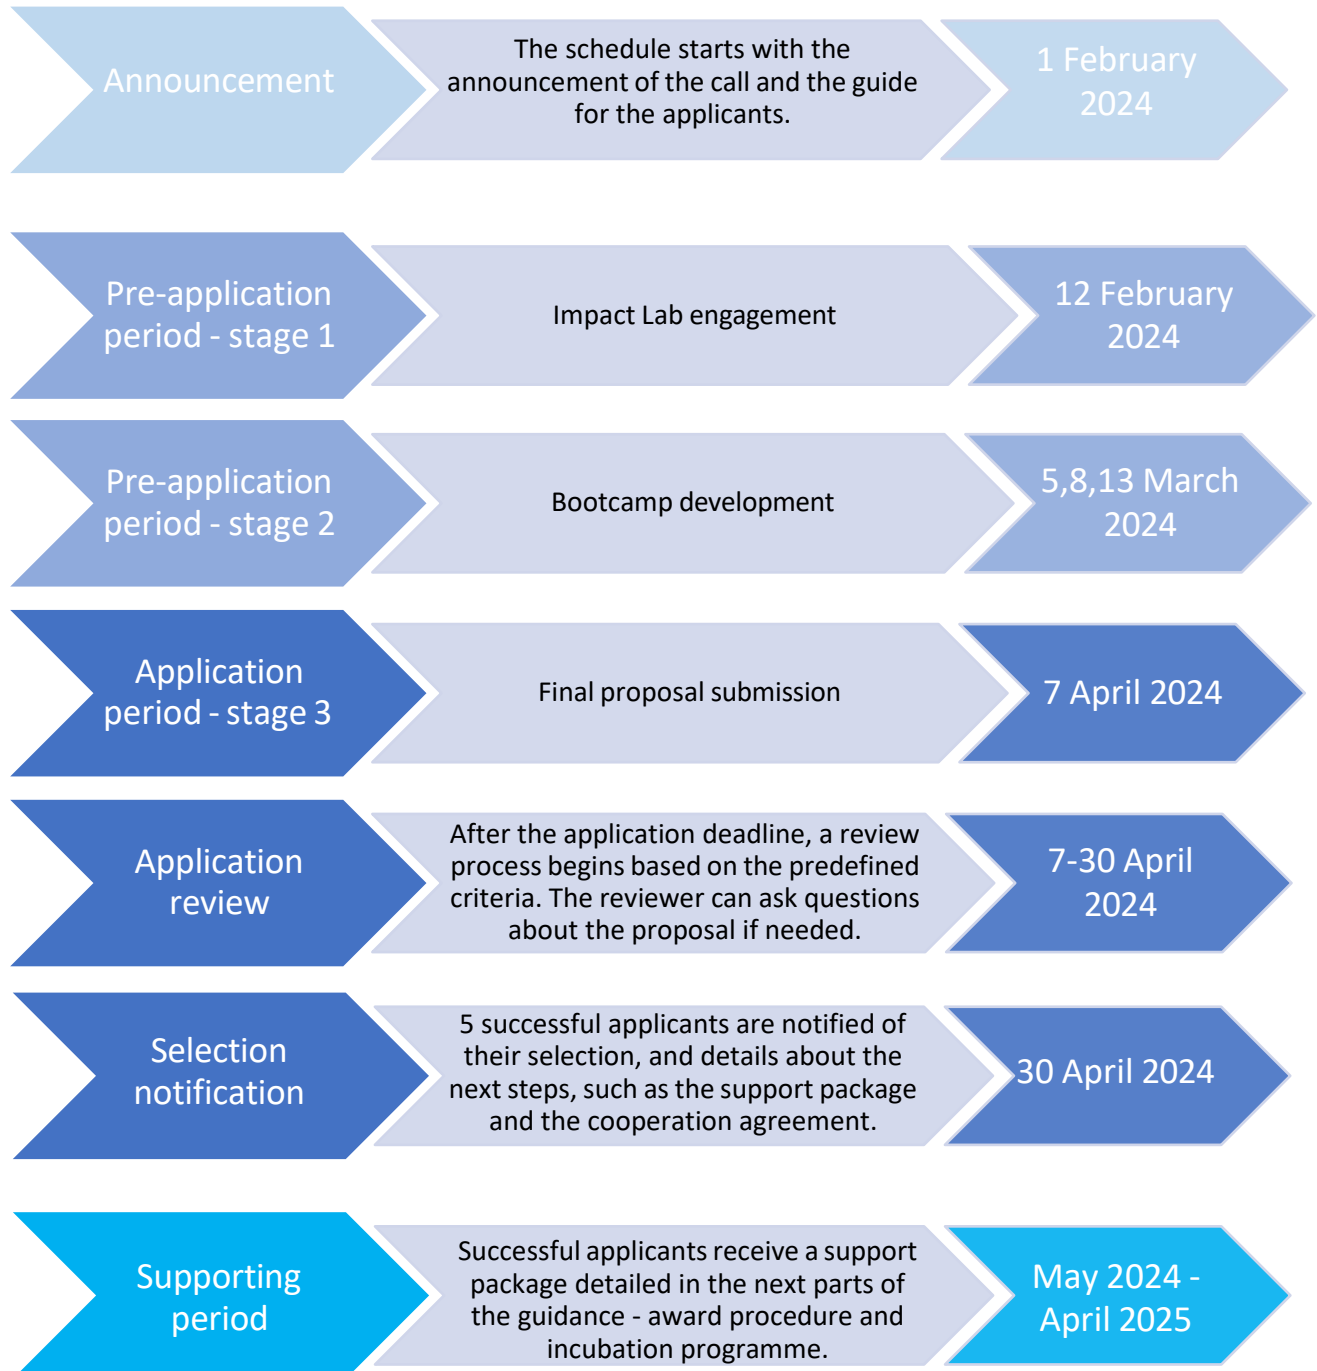 Announcement
The schedule starts with the
announcement of the call and the guide
for the applicants.
1 February
2024
Pre-application
period - stage 1
Impact Lab engagement
12 February
2024
Pre-application
period - stage 2
Bootcamp development
5,8,13 March
2024
Application
period - stage 3
Final proposal submission
7 April 2024
Application
review
After the application deadline, a review
process begins based on the predefined
criteria. The reviewer can ask questions
about the proposal if needed.
7-30 April
2024
Selection
notification
5 successful applicants are notified of
their selection, and details about the
next steps, such as the support package
and the cooperation agreement.
30 April 2024
Supporting
period
Successful applicants receive a support
package detailed in the next parts of
the guidance - award procedure and
incubation programme.
May 2024 -
April 2025